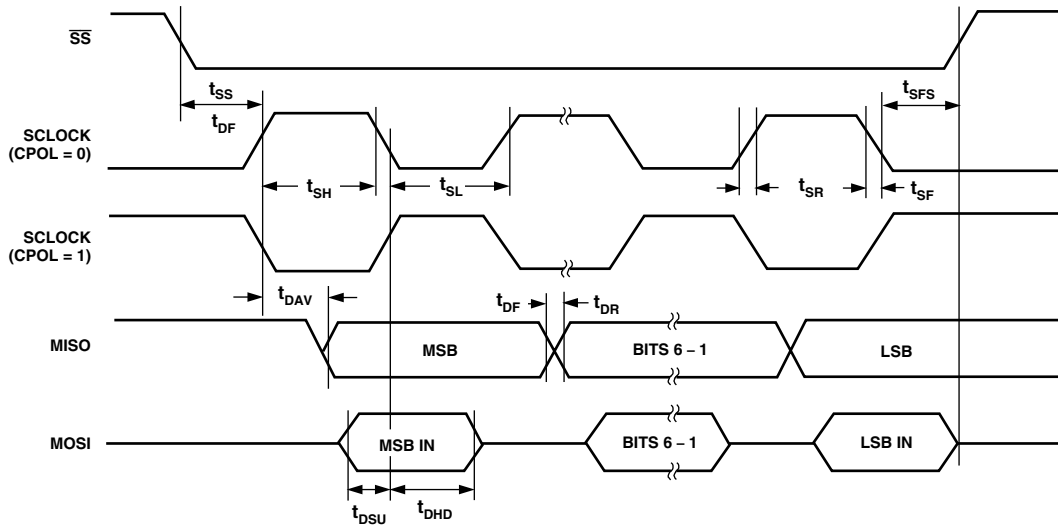 SS
tSS
tDF
tSFS
SCLOCK
(CPOL = 0)
tSH
tSL
tSR
tSF
SCLOCK
(CPOL = 1)
tDAV
tDF
tDR
MISO
MSB
BITS 6 – 1
LSB
MOSI
MSB IN
BITS 6 – 1
LSB IN
tDSU
tDHD